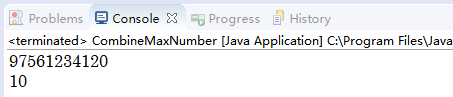 Problems Console Progress History
<terminated> CombineMaxNumber [Java Application] C:\Program Files\Java
97561234120
10